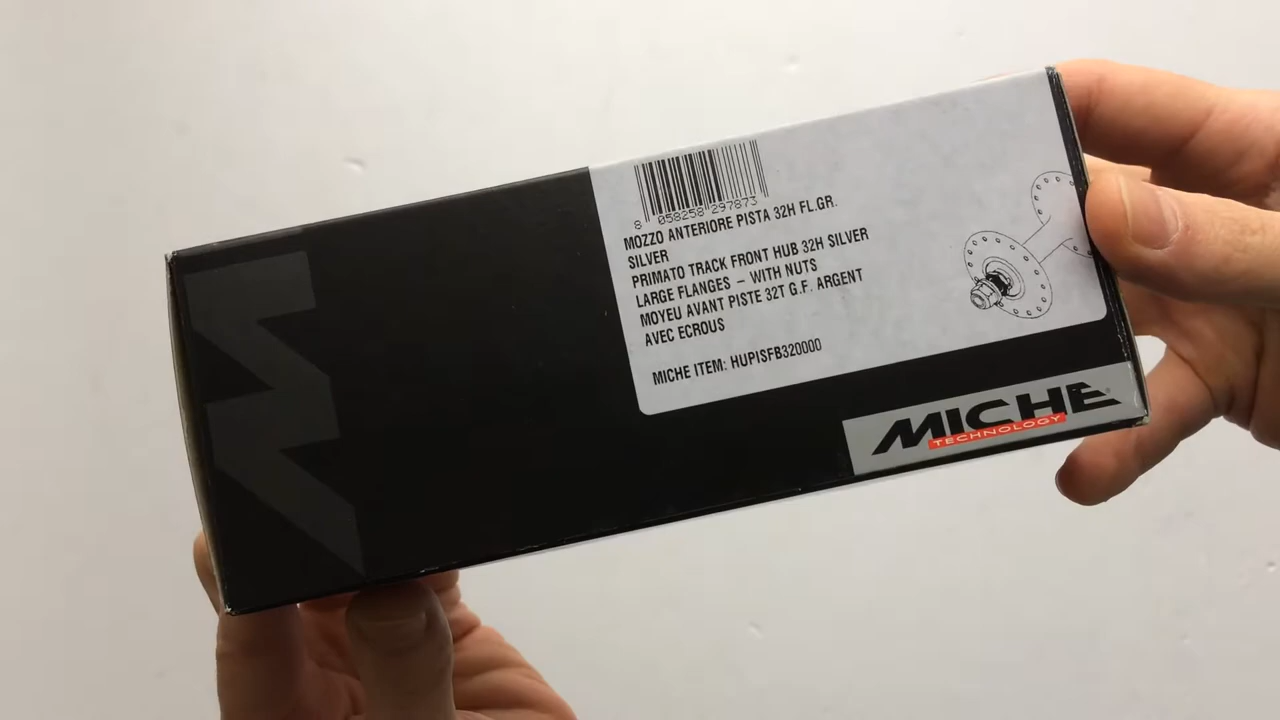 8 058258 297873
MOZZO ANTERIORE PISTA 32H FL.GR.
SILVER
PRIMATO TRACK FRONT HUB 32H SILVER
LARGE FLANGES - WITH NUTS
MOYEU AVANT PISTE 32T G.F. ARGENT
AVEC ECROUS
MICHE ITEM: HUPISFB320000
MICHE
TECHNOLOGY